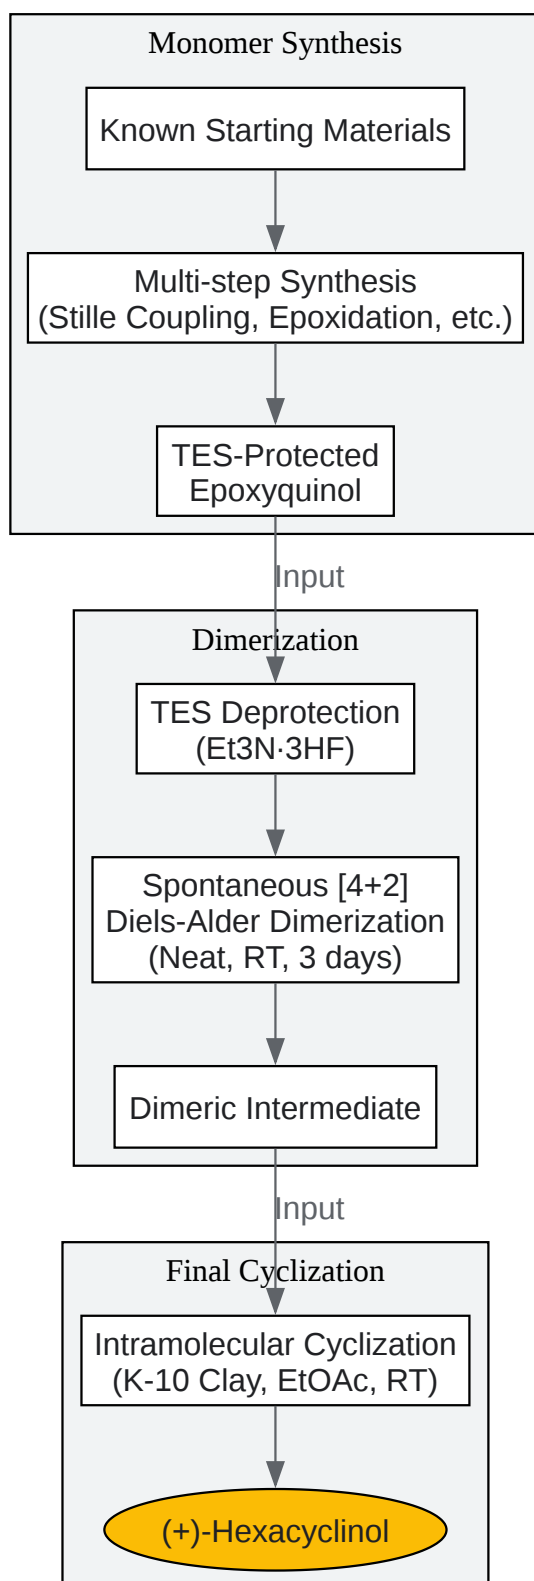 Monomer Synthesis
Known Starting Materials
Multi-step Synthesis
(Stille Coupling, Epoxidation, etc.)
TES-Protected
Epoxyquinol
Input
Dimerization
TES Deprotection
(Et3N·3HF)
Spontaneous [4+2]
Diels-Alder Dimerization
(Neat, RT, 3 days)
Dimeric Intermediate
Input
Final Cyclization
Intramolecular Cyclization
(K-10 Clay, EtOAc, RT)
(+)-Hexacyclinol